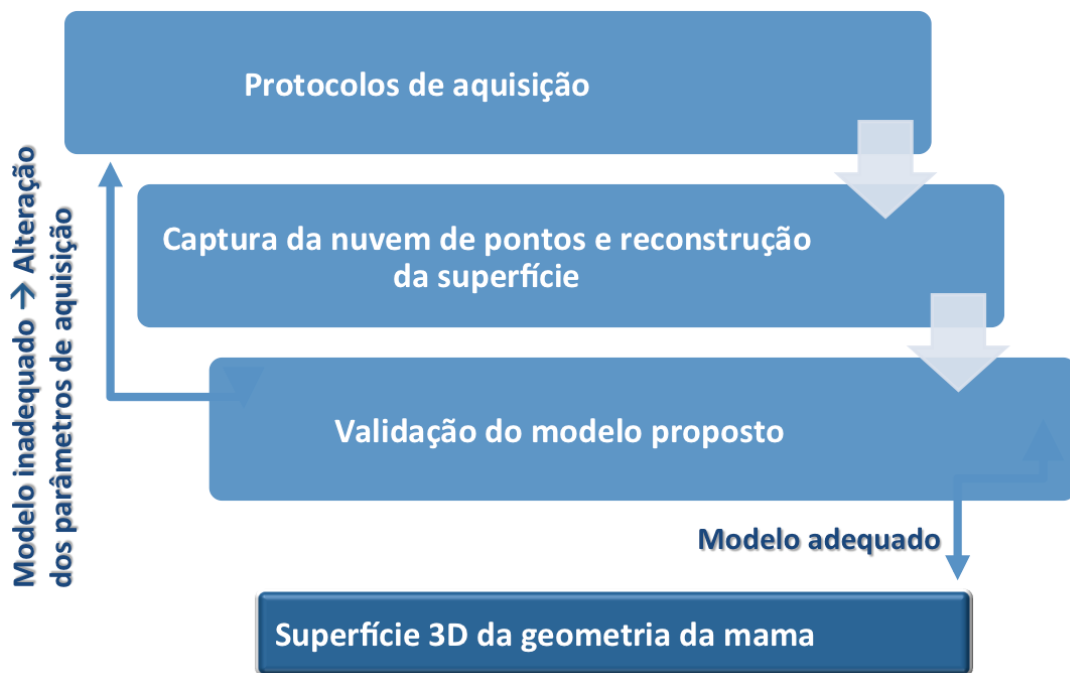 Protocolos de aquisição
Captura da nuvem de pontos e reconstrução
da superfície
Validação do modelo proposto
Modelo inadequado → Alteração
dos parâmetros de aquisição
Modelo adequado
Superfície 3D da geometria da mama